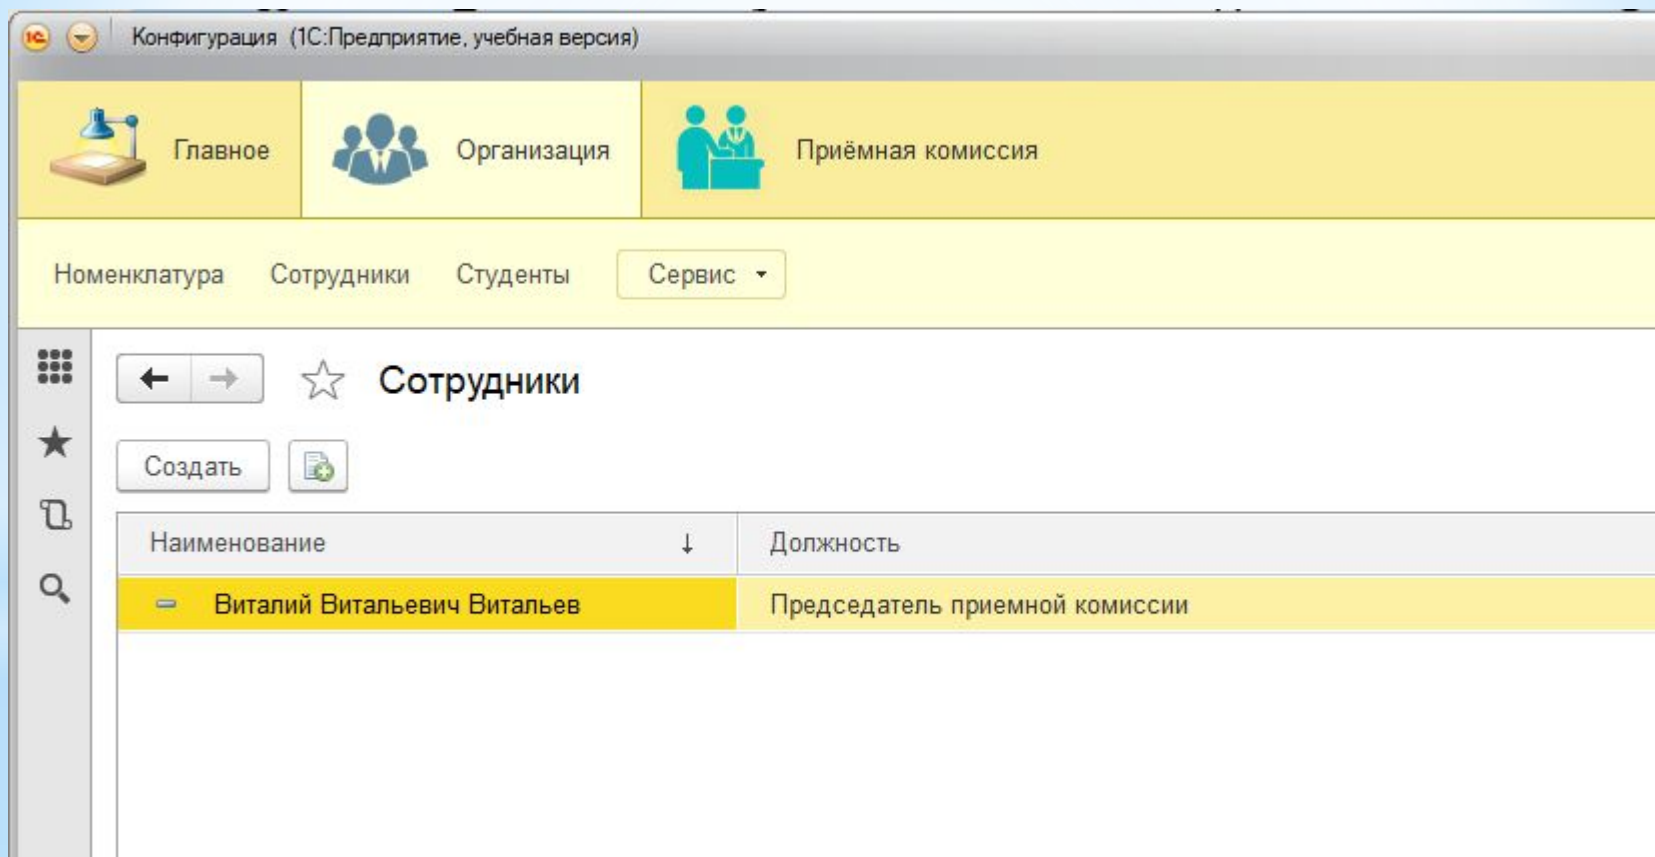 Конфигурация (1С:Предприятие, учебная версия)
Главное
Организация
Приёмная комиссия
Номенклатура Сотрудники Студенты Сервис
Сотрудники
Создать
Наименование Должность
Виталий Витальевич Витальев Председатель приемной комиссии